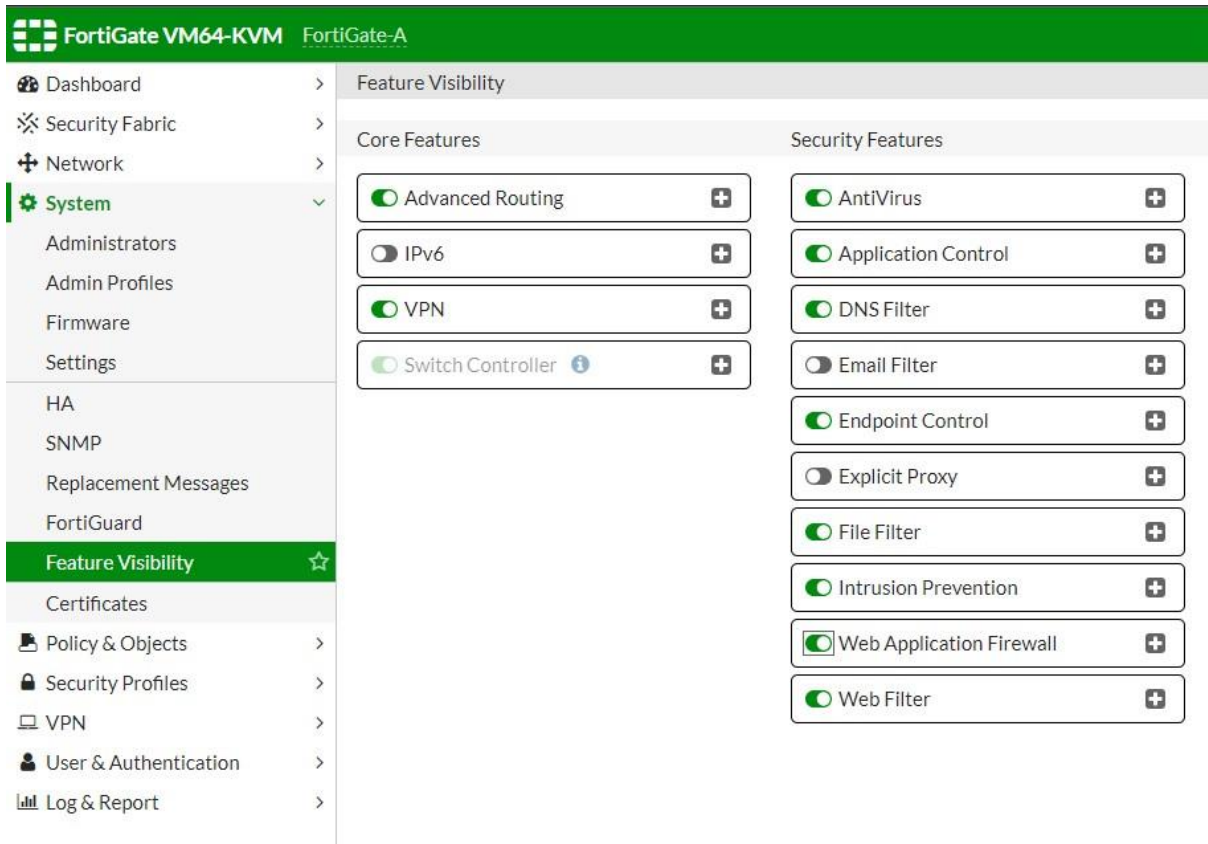 FortiGate VM64-KVM FortiGate-A
Dashboard
Security Fabric
Network
System
Administrators
Admin Profiles
Firmware
Settings
HA
SNMP
Replacement Messages
FortiGuard
Feature Visibility
Certificates
Policy & Objects
Security Profiles
VPN
User & Authentication
Log & Report
Feature Visibility
Core Features
Advanced Routing
IPv6
VPN
Switch Controller
Security Features
AntiVirus
Application Control
DNS Filter
Email Filter
Endpoint Control
Explicit Proxy
File Filter
Intrusion Prevention
Web Application Firewall
Web Filter